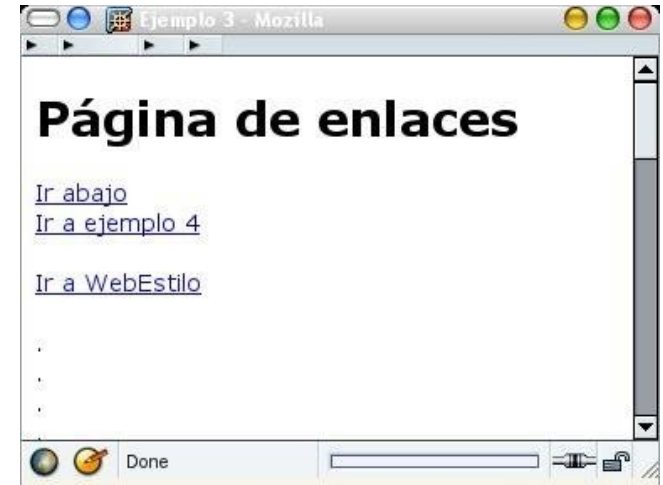 Ejemplo 3 - Mozilla
Página de enlaces
Ir abajo
Ir a ejemplo 4
Ir a WebEstilo
.
.
.
.
Done